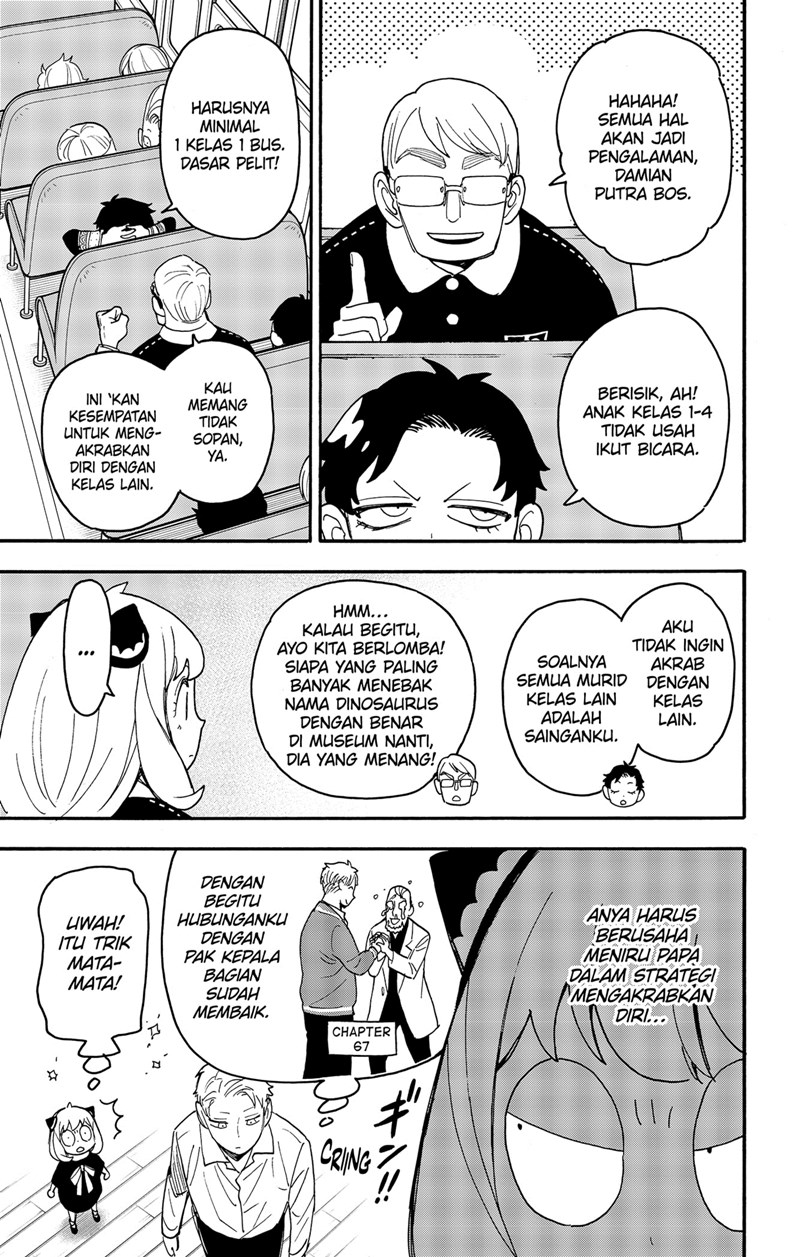 HAHAHA!
SEMUA HAL
AKAN JADI
PENGALAMAN,
DAMIAN
PUTRA BOS.
BERISIK, AH!
ANAK KELAS 1-4
TIDAK USAH
IKUT BICARA.
HARUSNYA
MINIMAL
1 KELAS 1 BUS.
DASAR PELIT!
KAU
MEMANG
TIDAK
SOPAN,
YA.
INI 'KAN
KESEMPATAN
UNTUK MENG-
AKRABKAN
DIRI DENGAN
KELAS LAIN.
AKU
TIDAK INGIN
AKRAB
DENGAN
KELAS
LAIN.
SOALNYA
SEMUA MURID
KELAS LAIN
ADALAH
SAINGANKU.
HMM...
KALAU BEGITU,
AYO KITA BERLOMBA!
SIAPA YANG PALING
BANYAK MENEBAK
NAMA DINOSAURUS
DENGAN BENAR
DI MUSEUM NANTI,
DIA YANG MENANG!
...
ANYA HARUS
BERUSAHA
MENIRU PAPA
DALAM STRATEGI
MENGAKRABKAN
DIRI...
DENGAN
BEGITU
HUBUNGANKU
DENGAN
PAK KEPALA
BAGIAN
SUDAH
MEMBAIK.
CHAPTER
67
ギン!!
CRIING
UWAH!
ITU TRIK
MATA-
MATA!